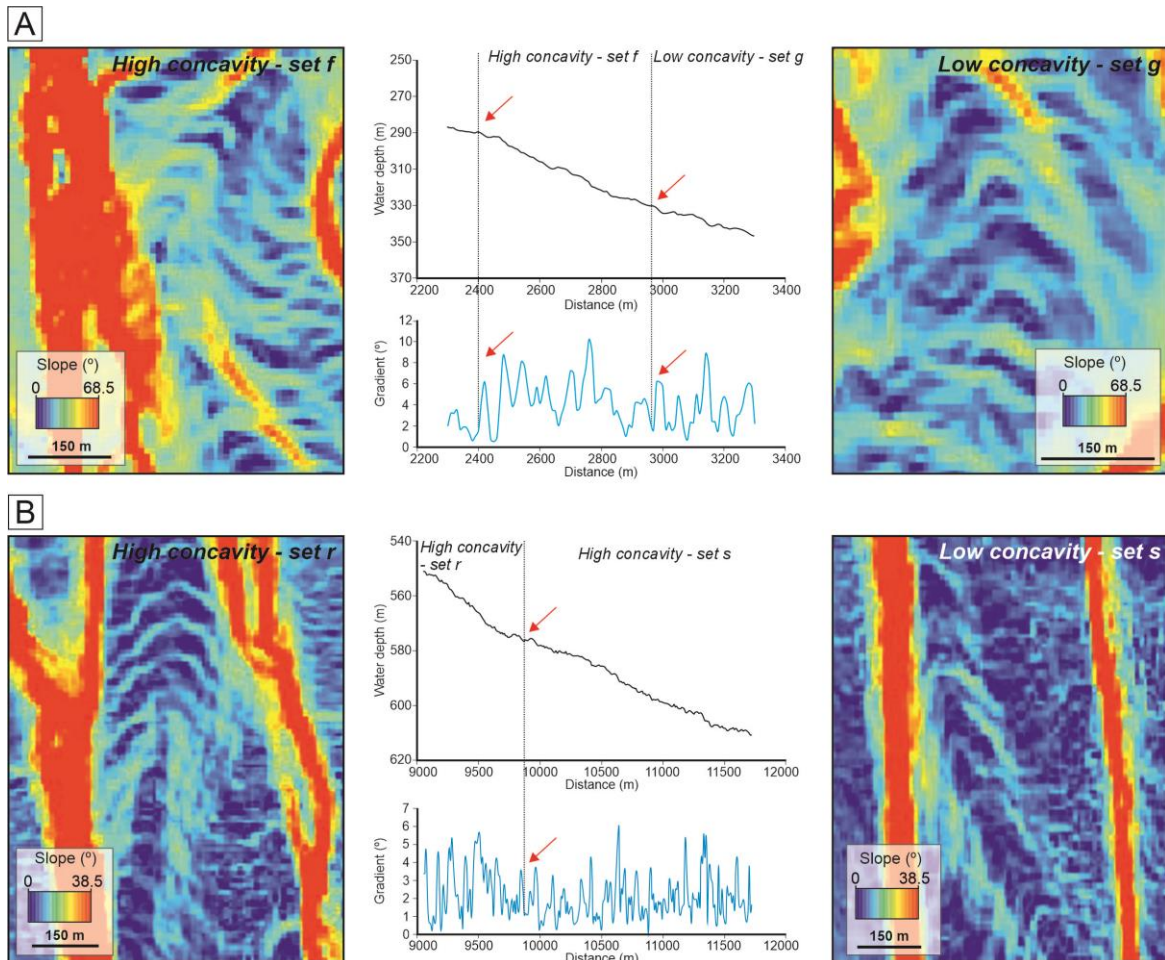 A
High concavity - set f
Slope (º)
0 68.5
150 m
High concavity - set f
Low concavity - set g
Water depth (m)
250
270
290
310
330
350
370
2200 2400 2600 2800 3000 3200 3400
Distance (m)
Gradient (º)
12
10
8
6
4
2
0
2200 2400 2600 2800 3000 3200 3400
Distance (m)
Low concavity - set g
Slope (º)
0 68.5
150 m
B
High concavity - set r
Slope (º)
0 38.5
150 m
High concavity
- set r
High concavity - set s
Water depth (m)
540
560
580
600
620
9000 9500 10000 10500 11000 11500 12000
Distance (m)
Gradient (º)
7
6
5
4
3
2
1
0
9000 9500 10000 10500 11000 11500 12000
Distance (m)
Low concavity - set s
Slope (º)
0 38.5
150 m